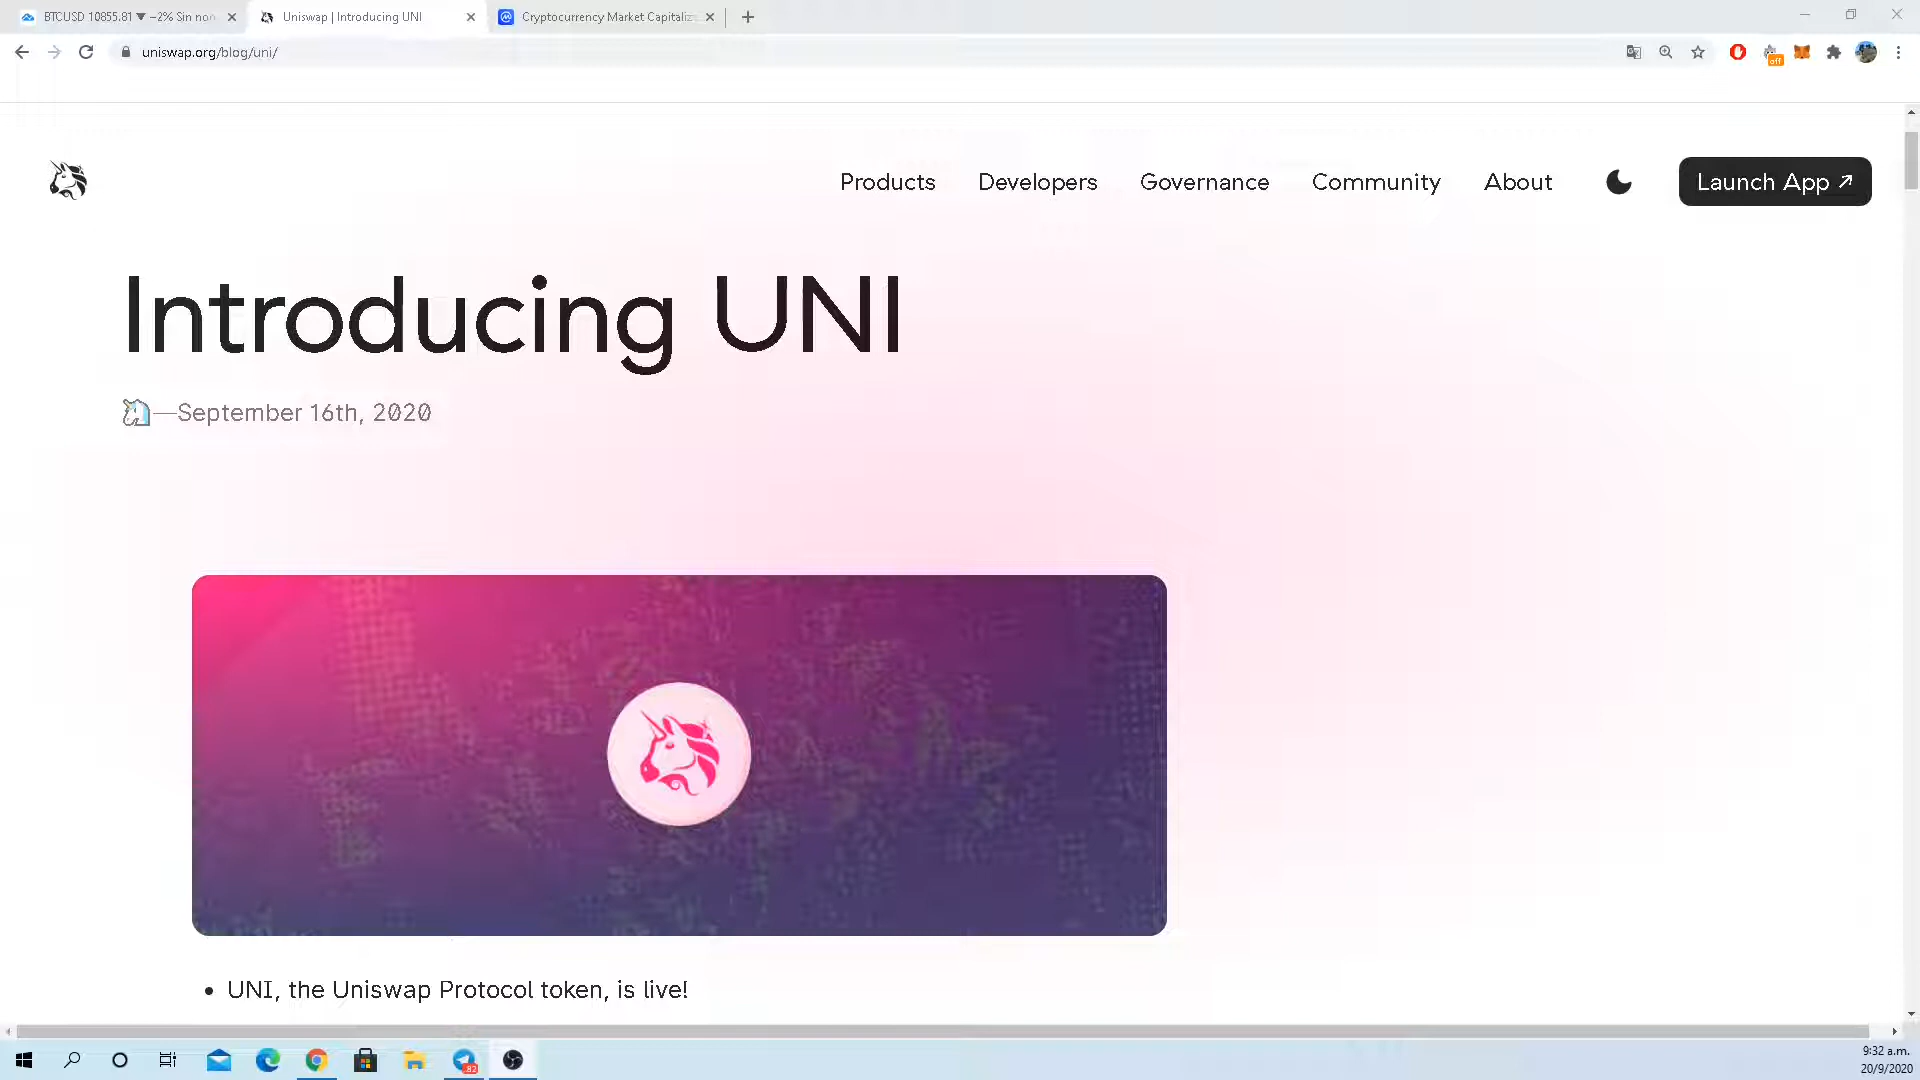 BTCUSD 10855.81 ▼ −2% Sin nom
Uniswap | Introducing UNI
Cryptocurrency Market Capitaliz
uniswap.org/blog/uni/
off
Products
Developers
Governance
Community
About
Launch App ↗
Introducing UNI
—September 16th, 2020
• UNI, the Uniswap Protocol token, is live!
82
9:32 a.m.
20/9/2020